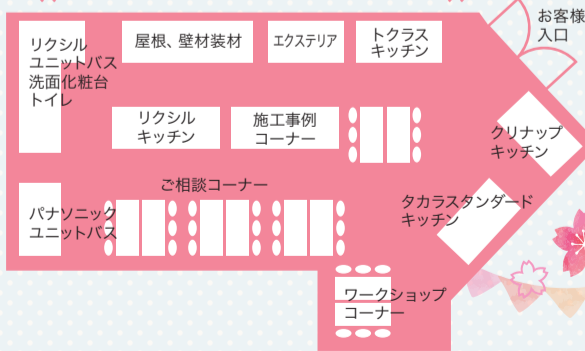 お客様
入口
リクシル
ユニットバス
洗面化粧台
トイレ
屋根、壁材装材
エクステリア
トクラス
キッチン
リクシル
キッチン
施工事例
コーナー
クリナップ
キッチン
ご相談コーナー
パナソニック
ユニットバス
タカラスタンダード
キッチン
ワークショップ
コーナー